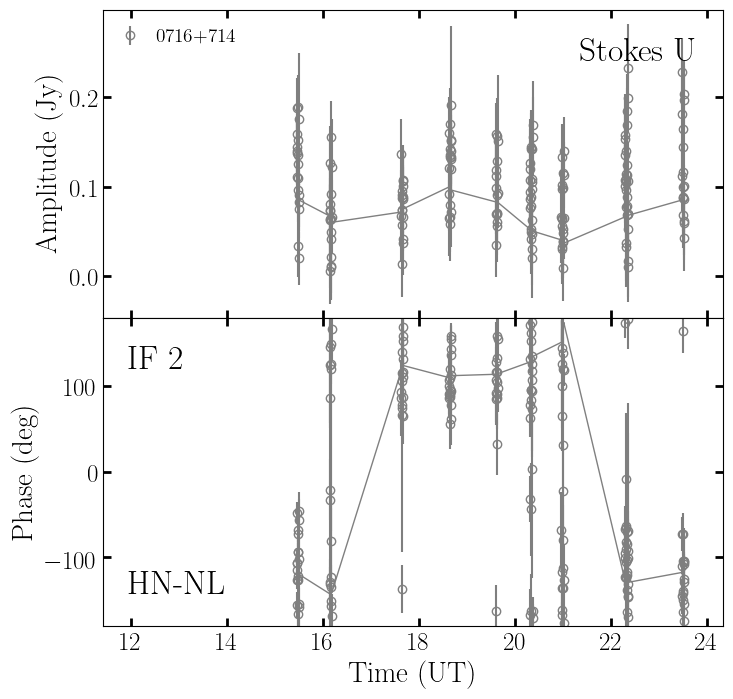 0716+714
Stokes U
Amplitude (Jy)
0.2
0.1
0.0
IF 2
HN-NL
Phase (deg)
100
0
−100
12 14 16 18 20 22 24
Time (UT)